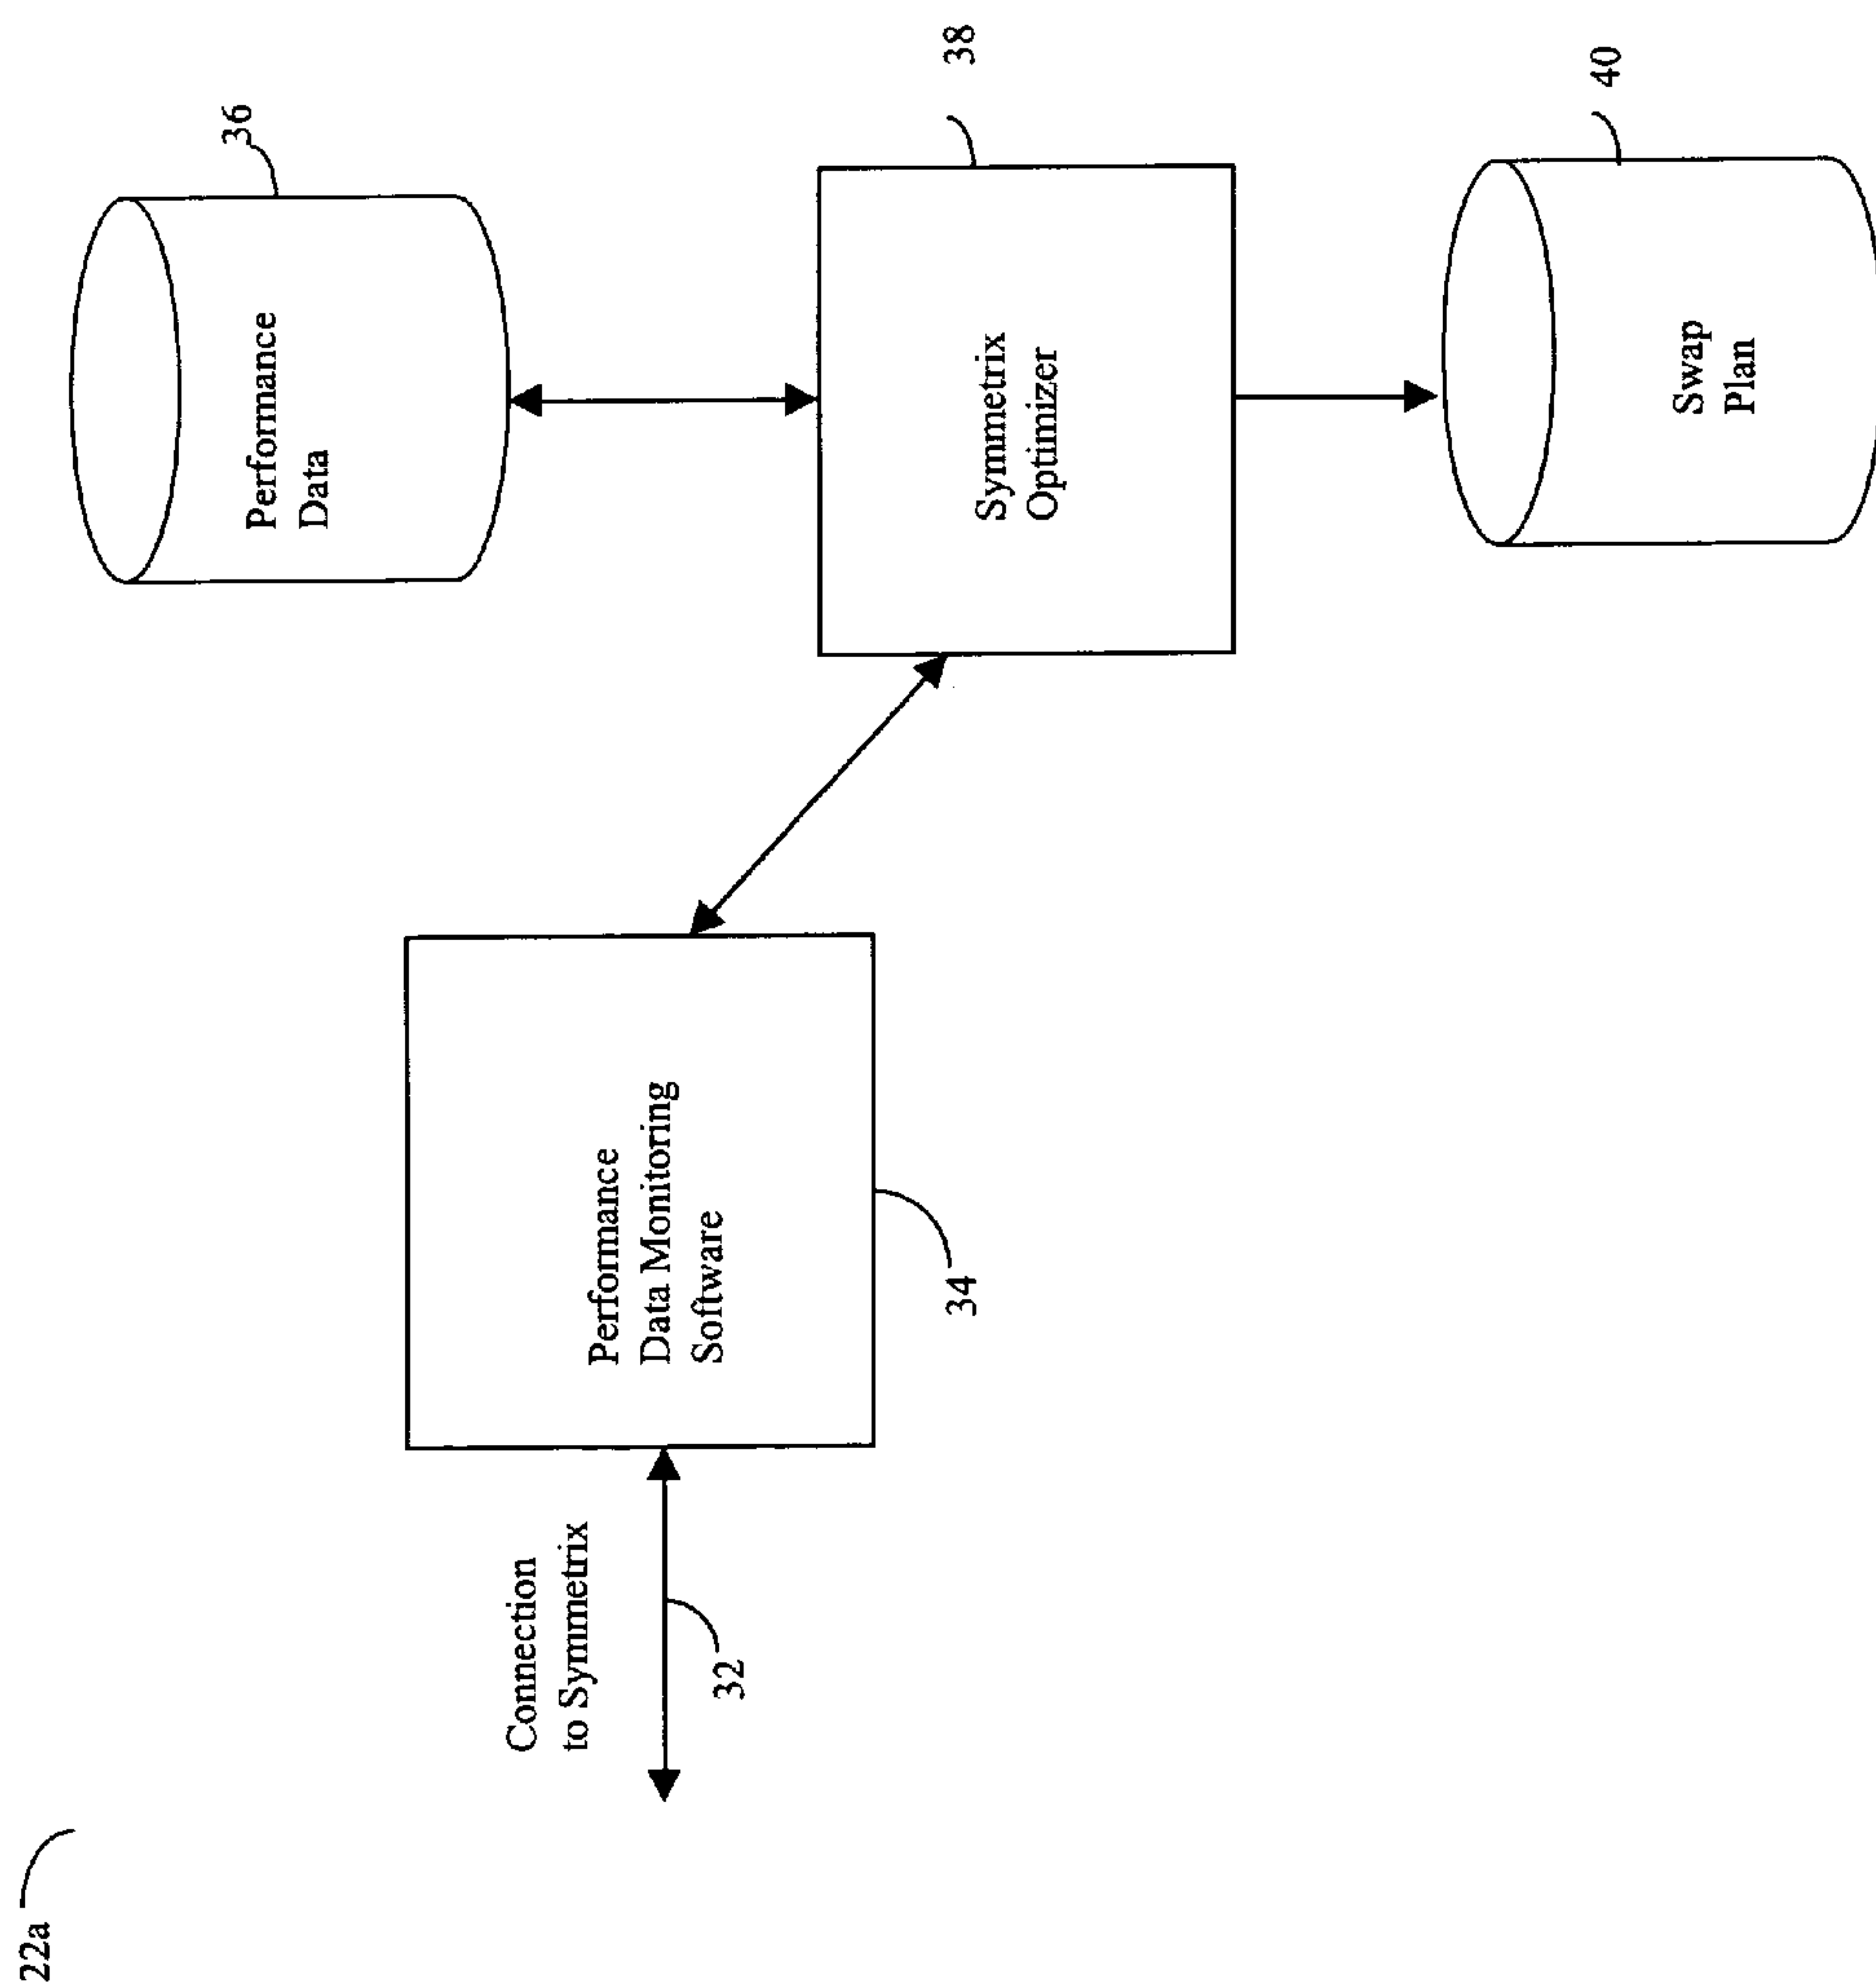 22a
Connection
to Symmetrix
32
Performance
Data Monitoring
Software
34
Performance
Data
36
Symmetrix
Optimizer
38
Swap
Plan
40